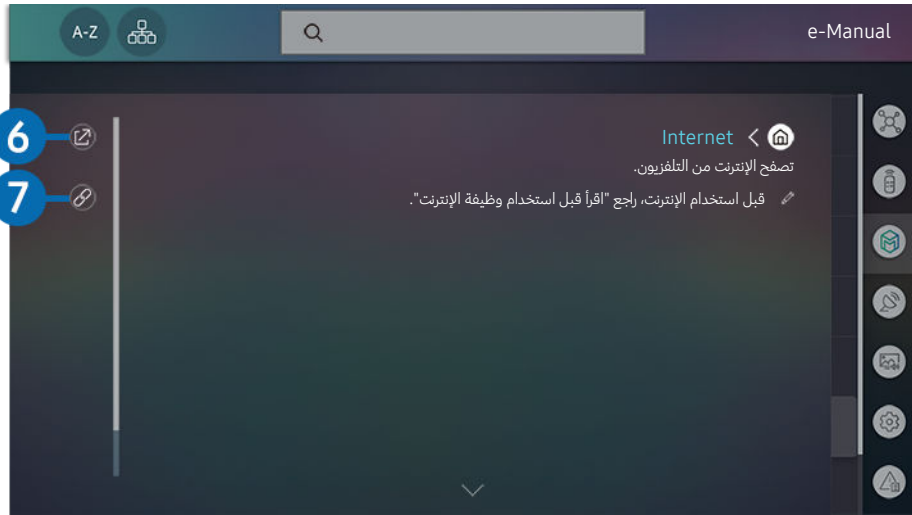 A-Z
e-Manual
6
Internet
تصفح الإنترنت من التلفزيون.
7
قبل استخدام الإنترنت، راجع "اقرأ قبل استخدام وظيفة الإنترنت".